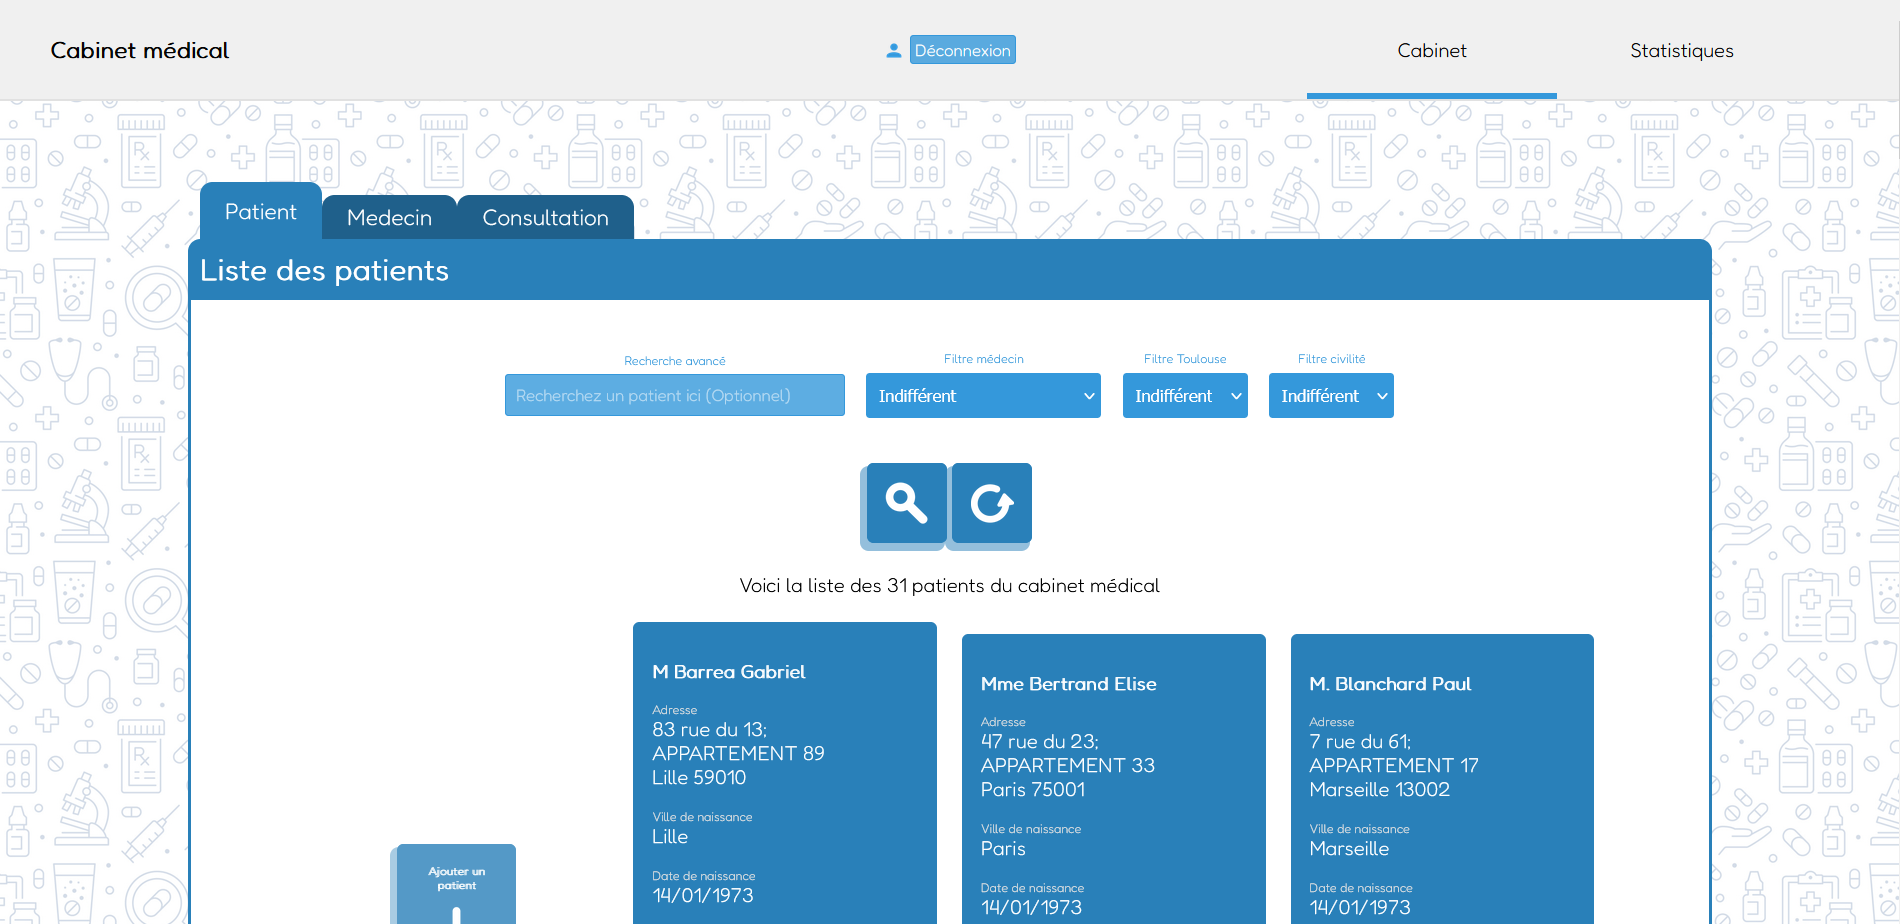 Cabinet médical
Déconnexion
Cabinet
Statistiques
Patient
Medecin
Consultation
Liste des patients
Recherche avancé
Recherchez un patient ici (Optionnel)
Filtre médecin
Indifférent
Filtre Toulouse
Indifférent
Filtre civilité
Indifférent
Voici la liste des 31 patients du cabinet médical
Ajouter un
patient
M Barrea Gabriel
Adresse
83 rue du 13;
APPARTEMENT 89
Lille 59010
Ville de naissance
Lille
Date de naissance
14/01/1973
Mme Bertrand Elise
Adresse
47 rue du 23;
APPARTEMENT 33
Paris 75001
Ville de naissance
Paris
Date de naissance
14/01/1973
M. Blanchard Paul
Adresse
7 rue du 61;
APPARTEMENT 17
Marseille 13002
Ville de naissance
Marseille
Date de naissance
14/01/1973